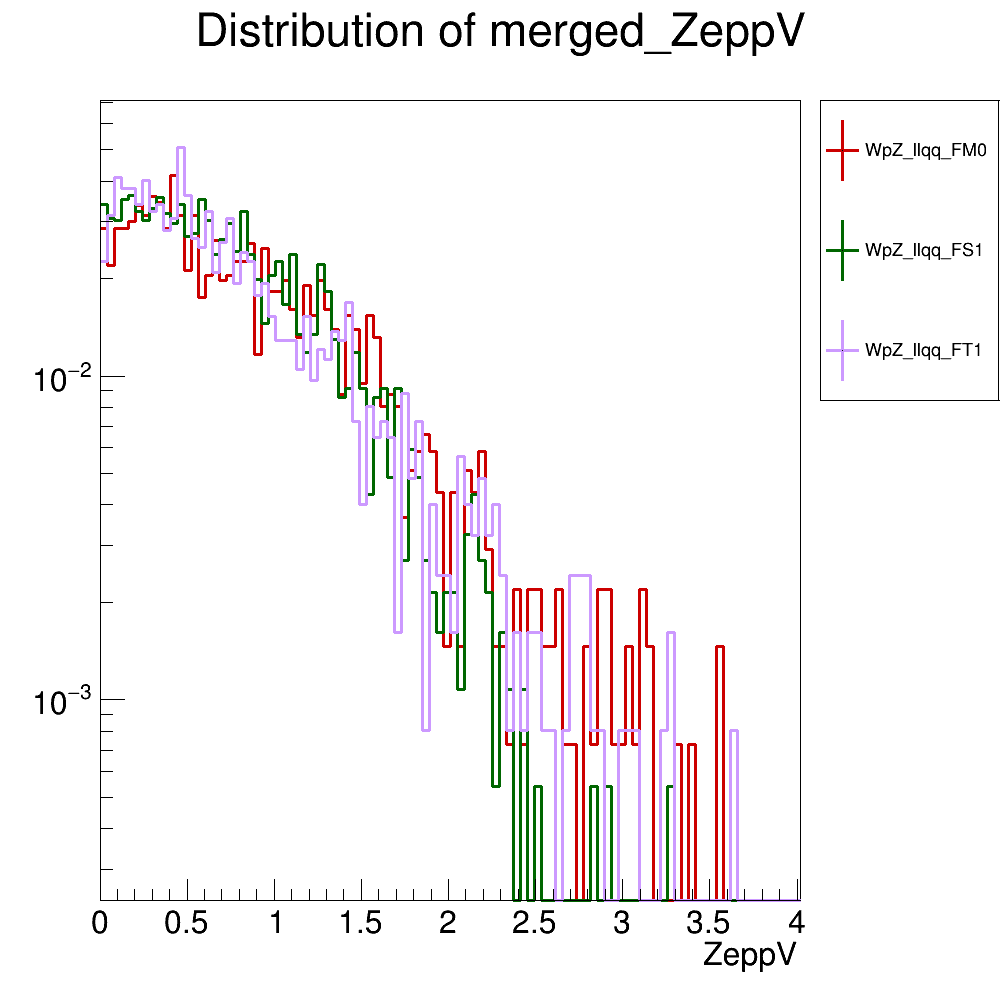 Distribution of merged_ZeppV
WpZ_llqq_FM0
WpZ_llqq_FS1
WpZ_llqq_FT1
10−2
10−3
0 0.5 1 1.5 2 2.5 3 3.5 4
ZeppV